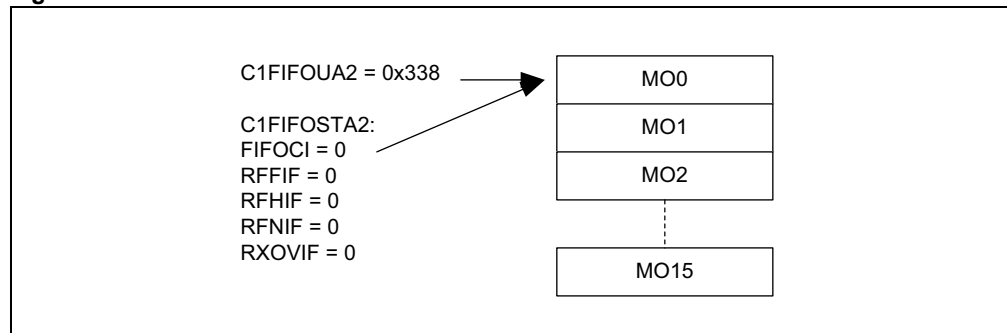 C1FIFOUA2 = 0x338
C1FIFOSTA2:
FIFOCI = 0
RFFIF = 0
RFHIF = 0
RFNIF = 0
RXOVIF = 0
MO0
MO1
MO2
MO15